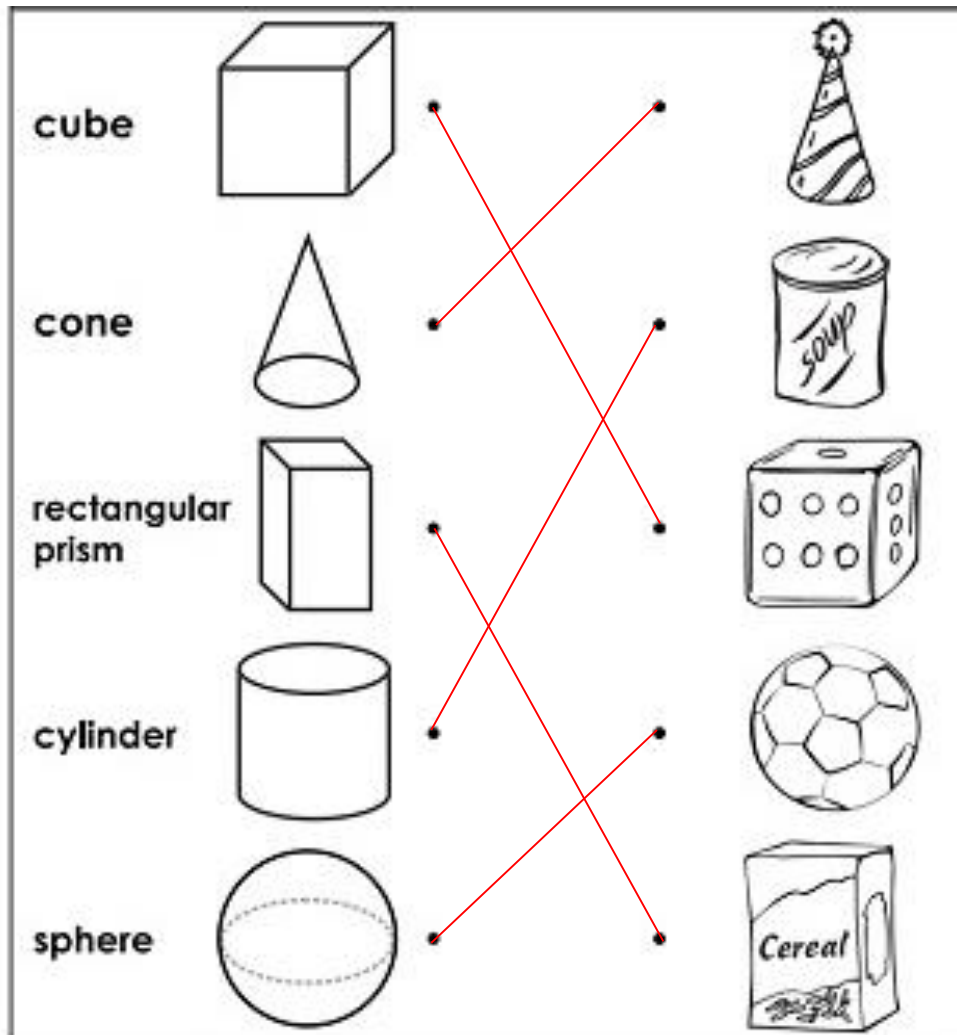 cube
cone
soup
rectangular
prism
cylinder
sphere
Cereal